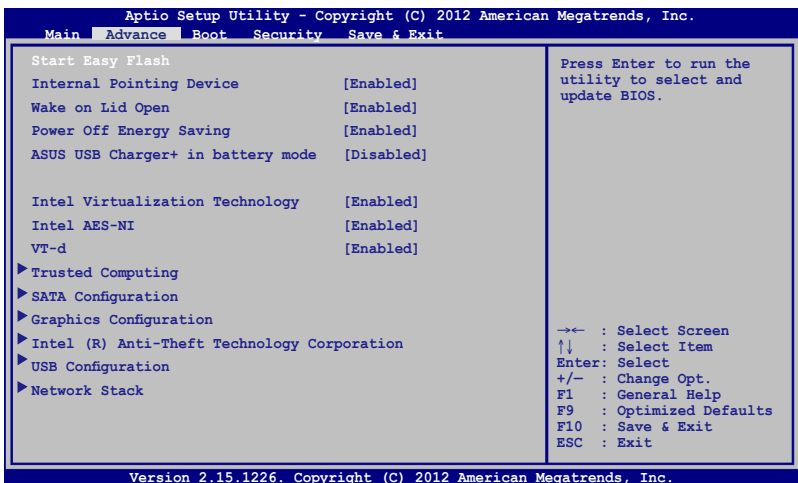 Aptio Setup Utility - Copyright (C) 2012 American Megatrends, Inc.
Main Advance Boot Security Save & Exit
Start Easy Flash
Internal Pointing Device [Enabled]
Wake on Lid Open [Enabled]
Power Off Energy Saving [Enabled]
ASUS USB Charger+ in battery mode [Disabled]
Intel Virtualization Technology [Enabled]
Intel AES-NI [Enabled]
VT-d [Enabled]
Trusted Computing
SATA Configuration
Graphics Configuration
Intel (R) Anti-Theft Technology Corporation
USB Configuration
Network Stack
Press Enter to run the
utility to select and
update BIOS.
→← : Select Screen
↑↓ : Select Item
Enter: Select
+/— : Change Opt.
F1 : General Help
F9 : Optimized Defaults
F10 : Save & Exit
ESC : Exit
Version 2.15.1226. Copyright (C) 2012 American Megatrends, Inc.